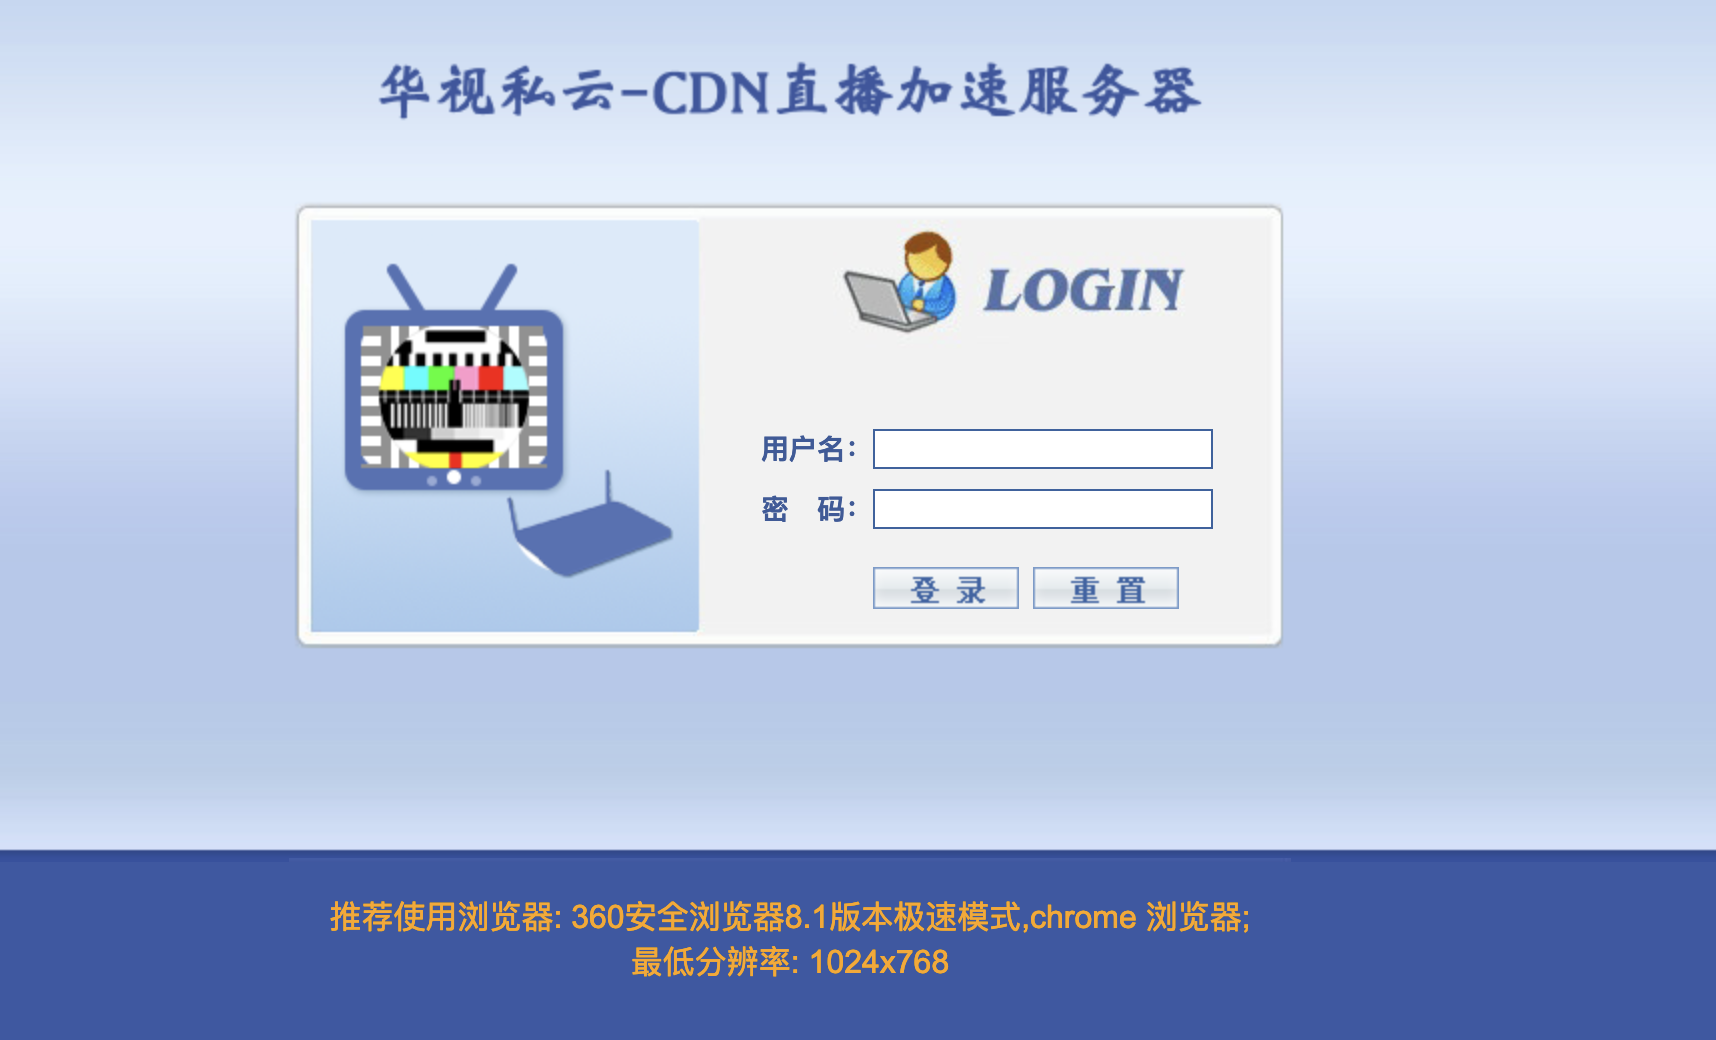 华视私云-CDN直播加速服务器
LOGIN
用户名：
密 码：
登 录 重 置
推荐使用浏览器: 360安全浏览器8.1版本极速模式,chrome 浏览器;
最低分辨率: 1024x768